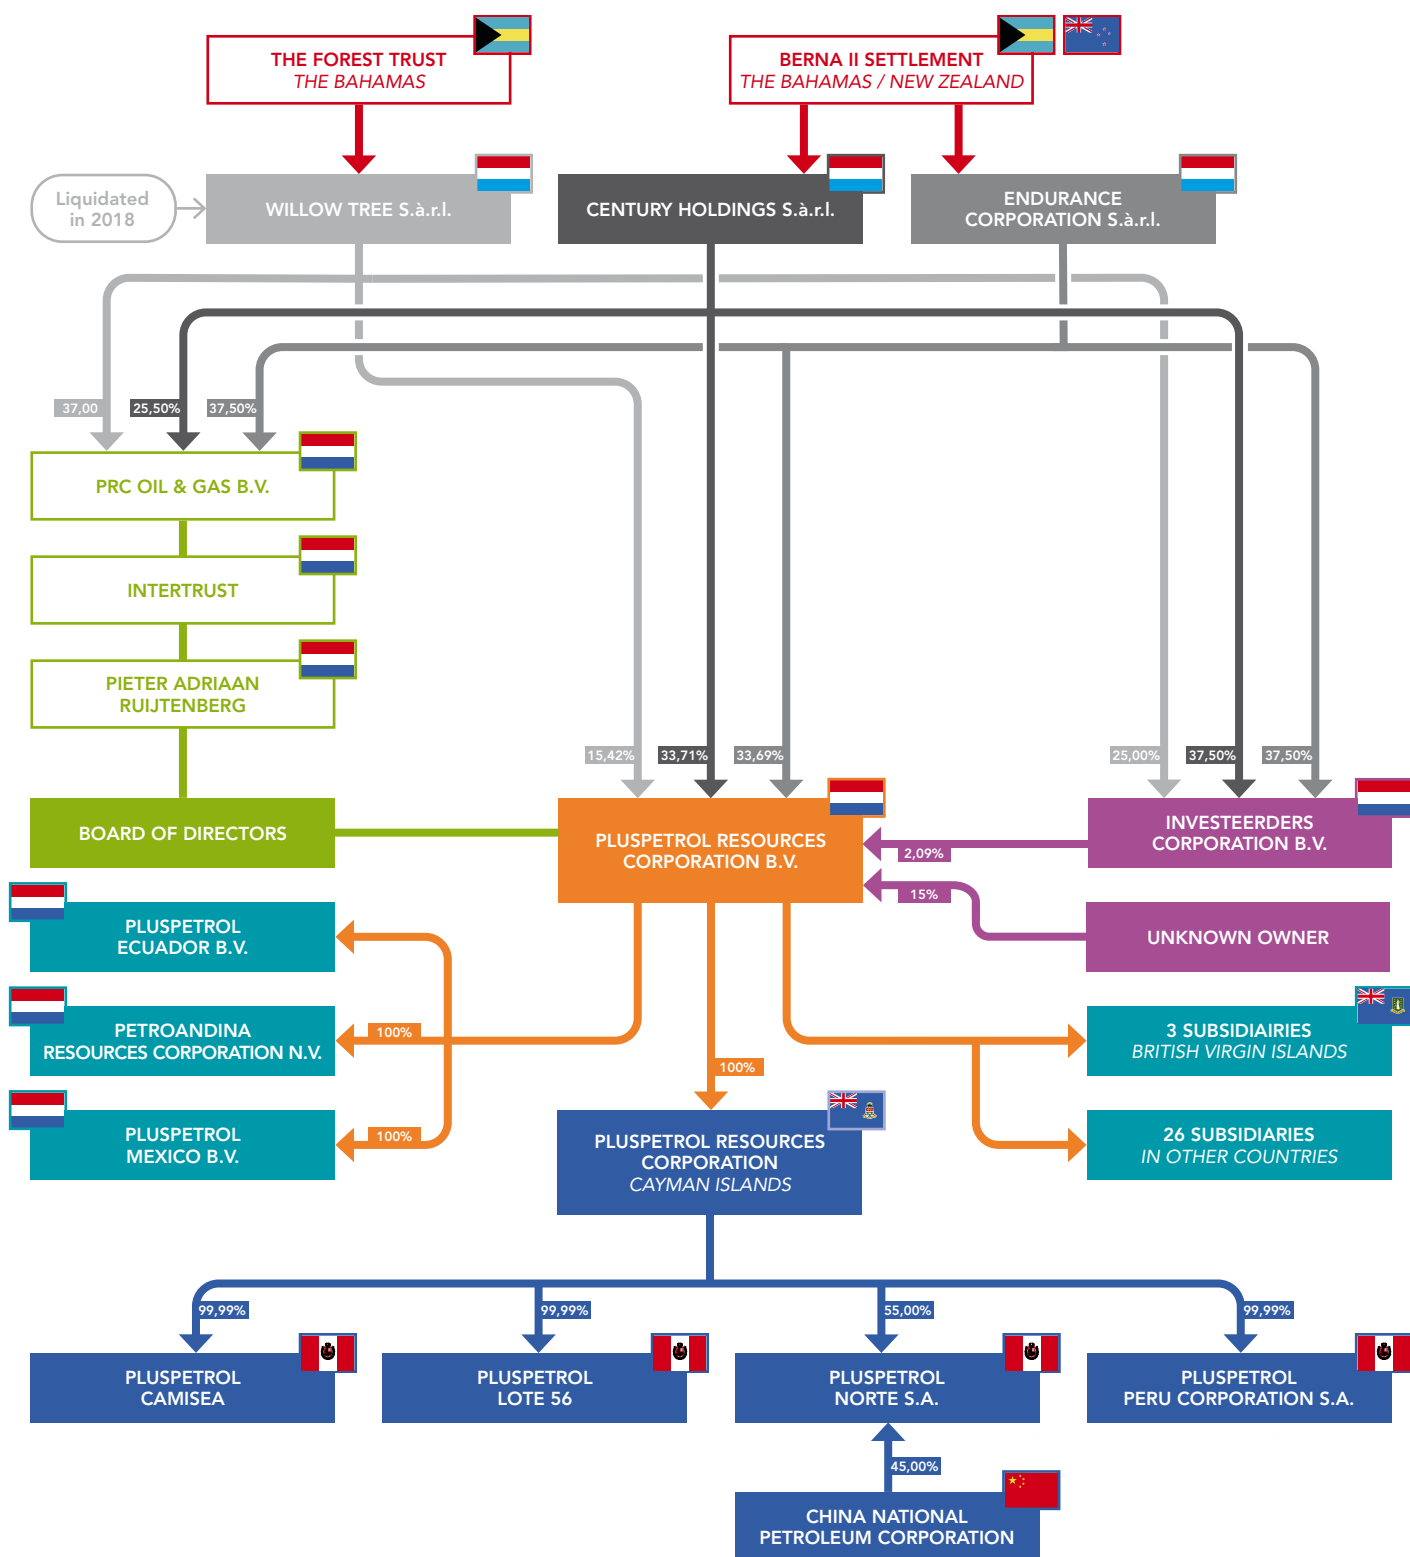 THE FOREST TRUST
THE BAHAMAS
BERNA II SETTLEMENT
THE BAHAMAS / NEW ZEALAND
Liquidated
in 2018
WILLOW TREE S.à.r.l.
CENTURY HOLDINGS S.à.r.l.
ENDURANCE
CORPORATION S.à.r.l.
37,00
25,50%
37,50%
PRC OIL & GAS B.V.
INTERTRUST
PIETER ADRIAAN
RUIJTENBERG
15,42%
33,71%
33,69%
25,00%
37,50%
37,50%
BOARD OF DIRECTORS
PLUSPETROL RESOURCES
CORPORATION B.V.
INVESTEERDERS
CORPORATION B.V.
2,09%
15%
UNKNOWN OWNER
PLUSPETROL
ECUADOR B.V.
PETROANDINA
RESOURCES CORPORATION N.V.
100%
3 SUBSIDIAIRIES
BRITISH VIRGIN ISLANDS
100%
PLUSPETROL
MEXICO B.V.
100%
PLUSPETROL RESOURCES
CORPORATION
CAYMAN ISLANDS
26 SUBSIDIARIES
IN OTHER COUNTRIES
99,99%
99,99%
55,00%
99,99%
PLUSPETROL
CAMISEA
PLUSPETROL
LOTE 56
PLUSPETROL
NORTE S.A.
PLUSPETROL
PERU CORPORATION S.A.
45,00%
CHINA NATIONAL
PETROLEUM CORPORATION